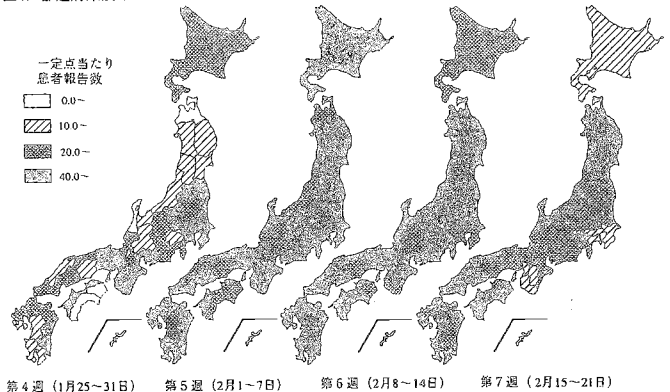 一定点当たり
患者報告数
0.0～
10.0～
20.0～
40.0～
第4週（1月25～31日） 第5週（2月1～7日） 第6週（2月8～14日） 第7週（2月15～21日）